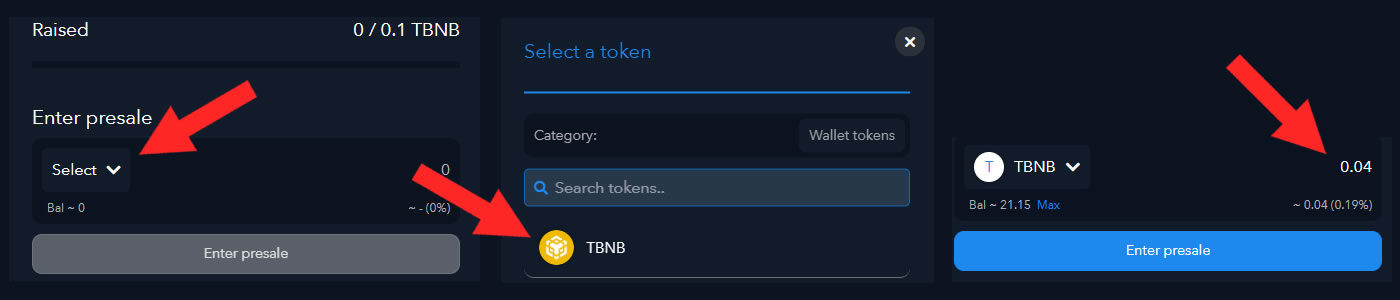 Raised 0 / 0.1 TBNB
Enter presale
Select 0
Bal ~ 0 ~ - (0%)
Enter presale
Select a token
Category: Wallet tokens
Search tokens..
TBNB
T TBNB 0.04
Bal ~ 21.15 Max ~ 0.04 (0.19%)
Enter presale